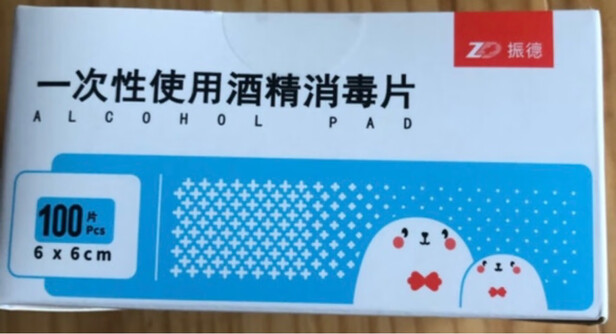 ZD 振德
一次性使用酒精消毒片
ALCOHOL PAD
100片
Pcs
6 x 6cm